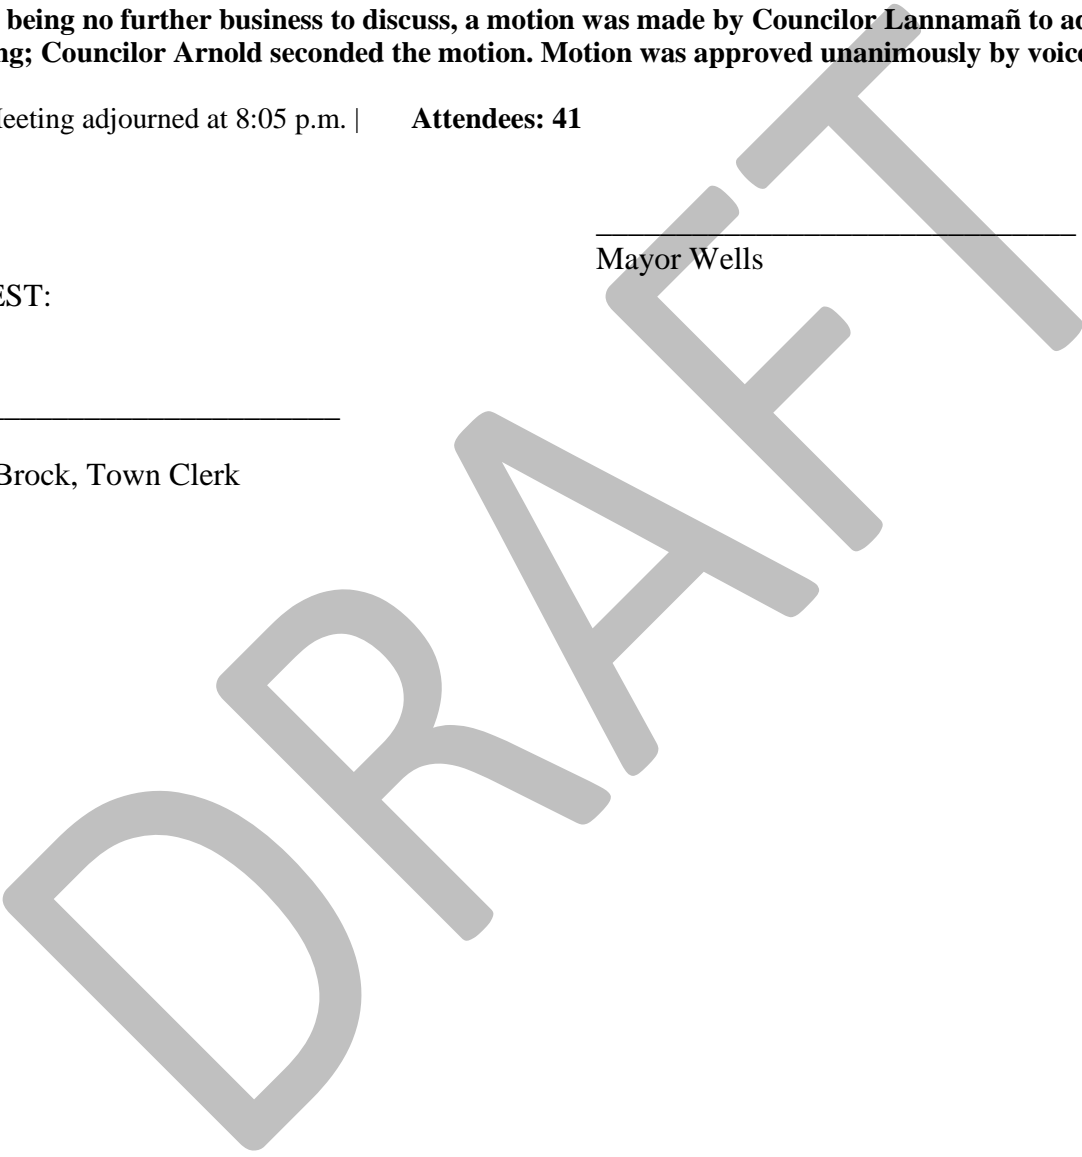 being no further business to discuss, a motion was made by Councilor Lannamañ to
ng; Councilor Arnold seconded the motion. Motion was approved unanimously by voice
eeting adjourned at 8:05 p.m. | Attendees: 41
Mayor Wells
EST:
Brock, Town Clerk
DRAFT